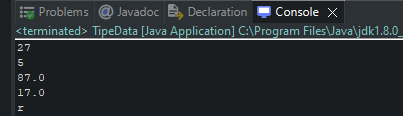 Problems @ Javadoc Declaration Console
<terminated> TipeData [Java Application] C:\Program Files\Java\jdk1.8.0_
27
5
87.0
17.0
r